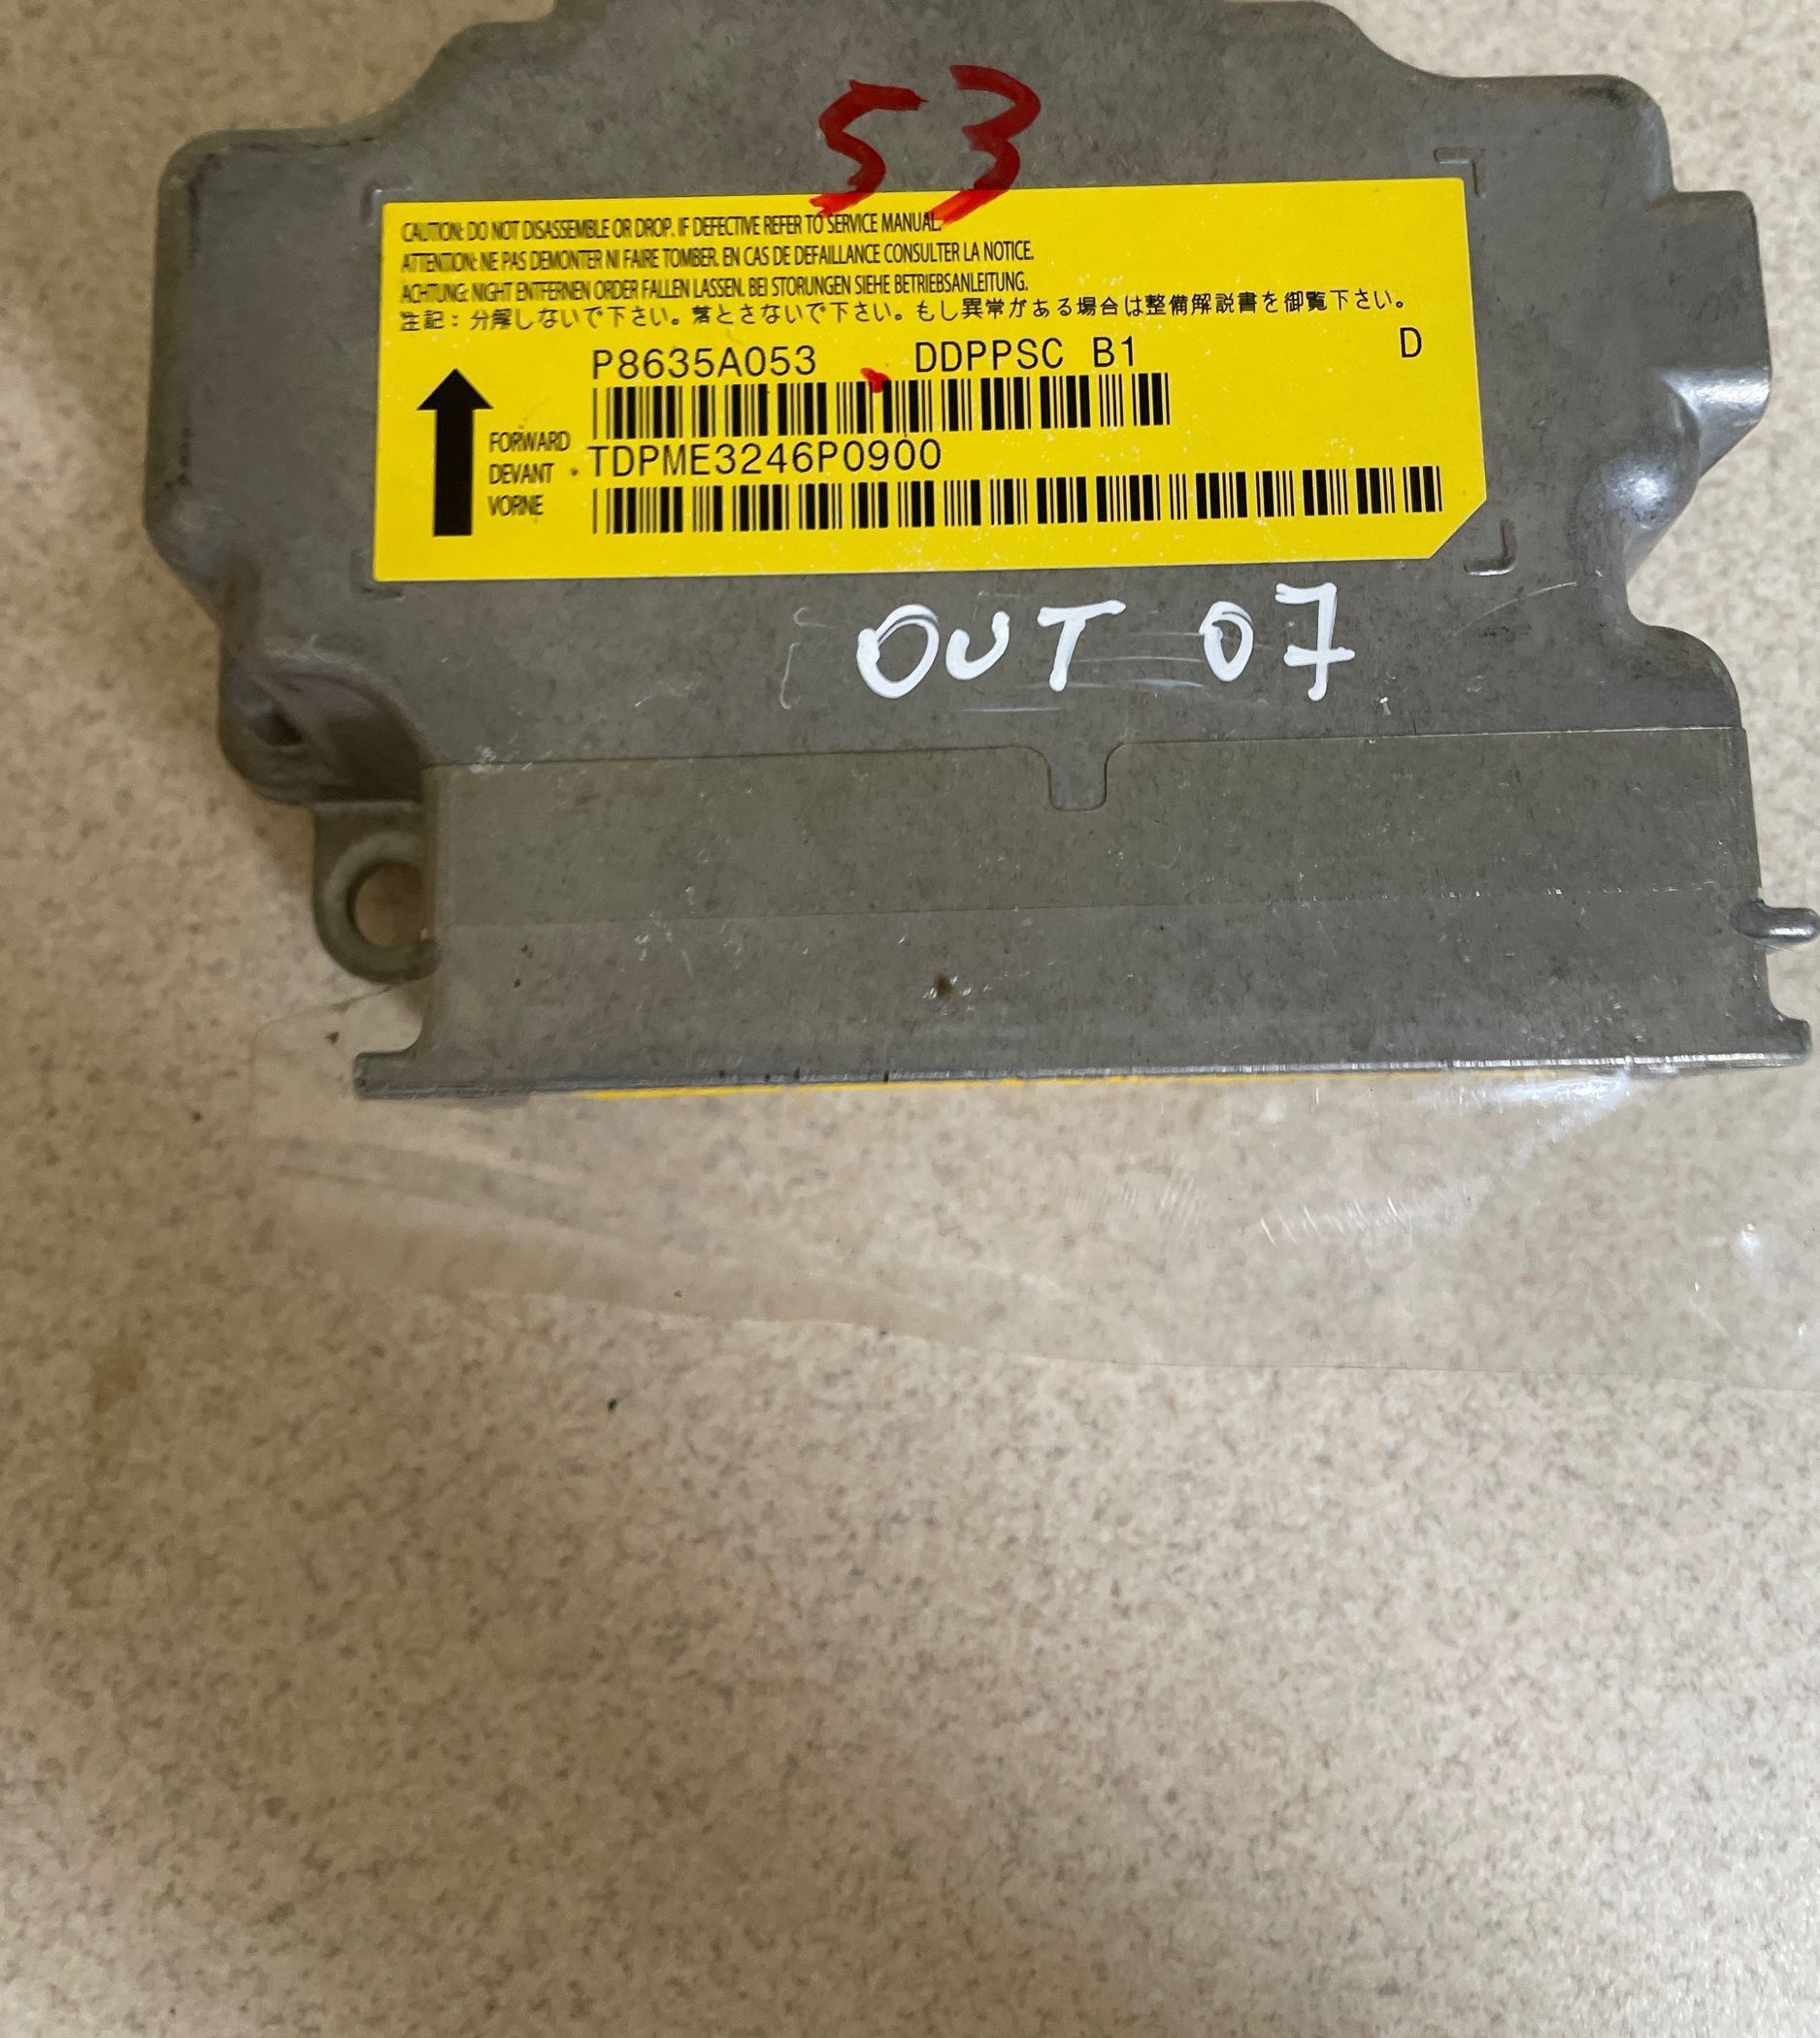 53
CAUTION: DO NOT DISASSEMBLE OR DROP. IF DEFECTIVE REFER TO SERVICE MANUAL.
ATTENTION: NE PAS DEMONTER NI FAIRE TOMBER. EN CAS DE DEFAILLANCE CONSULTER LA NOTICE.
ACHTUNG: NIGHT ENTFERNEN ORDER FALLEN LASSEN. BEI STORUNGEN SIEHE BETRIEBSANLEITUNG.
注記：分解しないで下さい。落とさないで下さい。もし異常がある場合は整備解説書を御覧下さい。
P8635A053 DDPPSC B1 D
FORWARD
TDPME3246P0900
DEVANT
VORNE
OUT 07